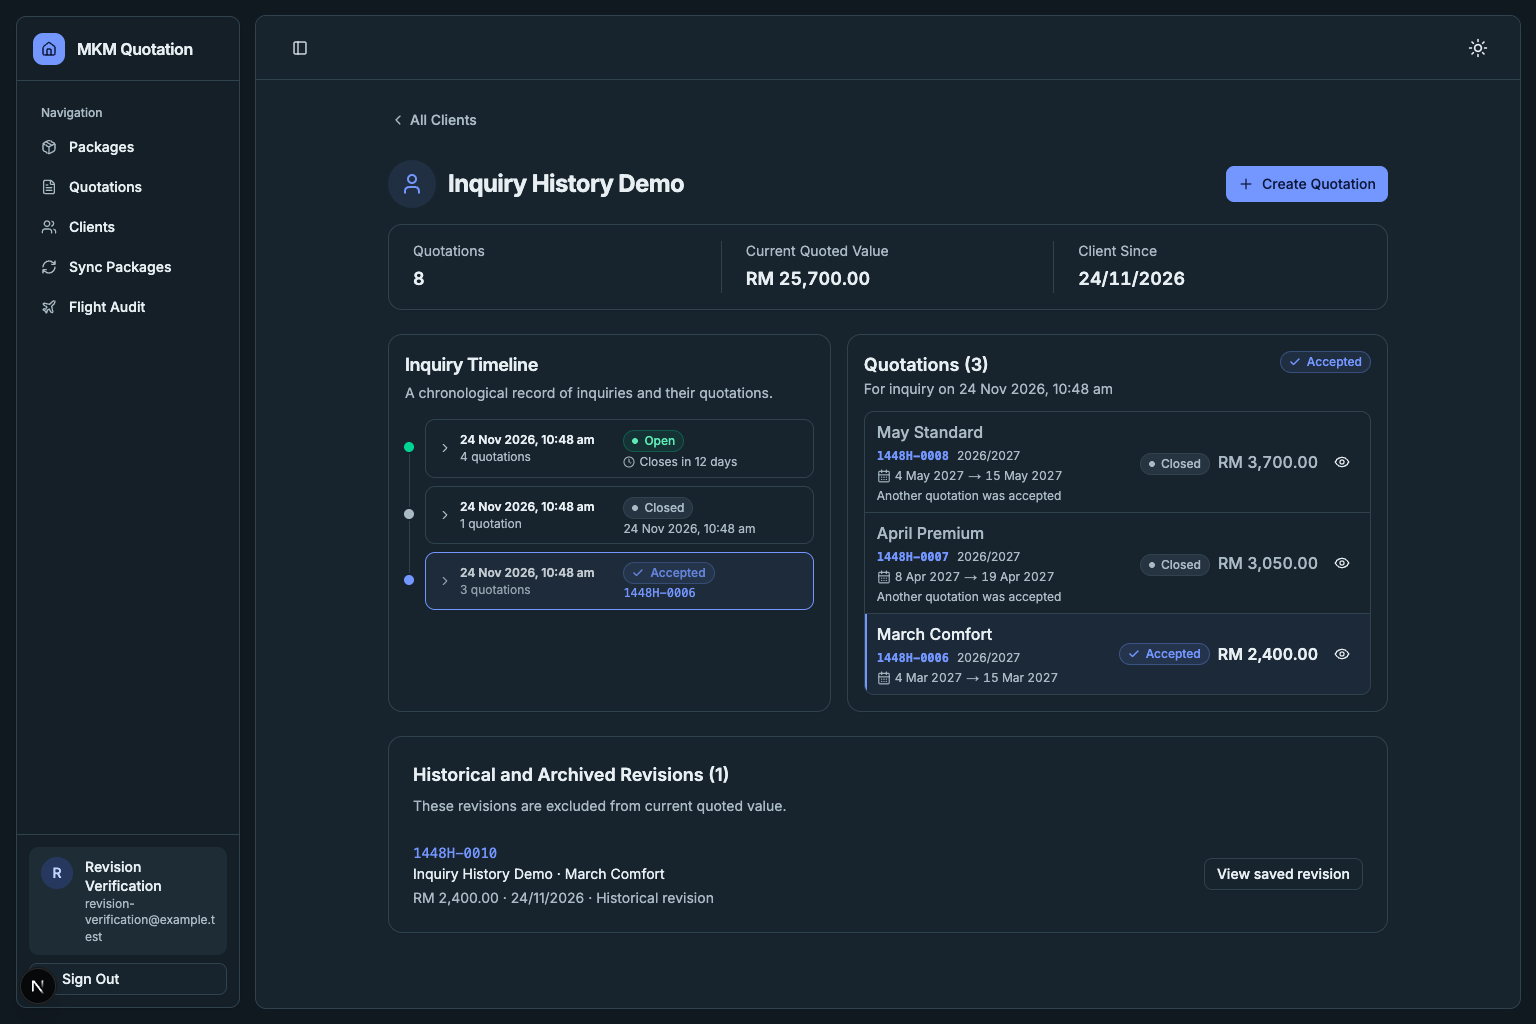 MKM Quotation
Navigation
Packages
Quotations
Clients
Sync Packages
Flight Audit
R
Revision
Verification
revision-
verification@example.t
est
N
Sign Out
All Clients
Inquiry History Demo
Create Quotation
Quotations
8
Current Quoted Value
RM 25,700.00
Client Since
24/11/2026
Inquiry Timeline
A chronological record of inquiries and their quotations.
24 Nov 2026, 10:48 am
4 quotations
Open
Closes in 12 days
24 Nov 2026, 10:48 am
1 quotation
Closed
24 Nov 2026, 10:48 am
24 Nov 2026, 10:48 am
3 quotations
Accepted
1448H-0006
Quotations (3)
Accepted
For inquiry on 24 Nov 2026, 10:48 am
May Standard
1448H-0008 2026/2027
4 May 2027 → 15 May 2027
Another quotation was accepted
Closed
RM 3,700.00
April Premium
1448H-0007 2026/2027
8 Apr 2027 → 19 Apr 2027
Another quotation was accepted
Closed
RM 3,050.00
March Comfort
1448H-0006 2026/2027
4 Mar 2027 → 15 Mar 2027
Accepted
RM 2,400.00
Historical and Archived Revisions (1)
These revisions are excluded from current quoted value.
1448H-0010
Inquiry History Demo · March Comfort
RM 2,400.00 · 24/11/2026 · Historical revision
View saved revision